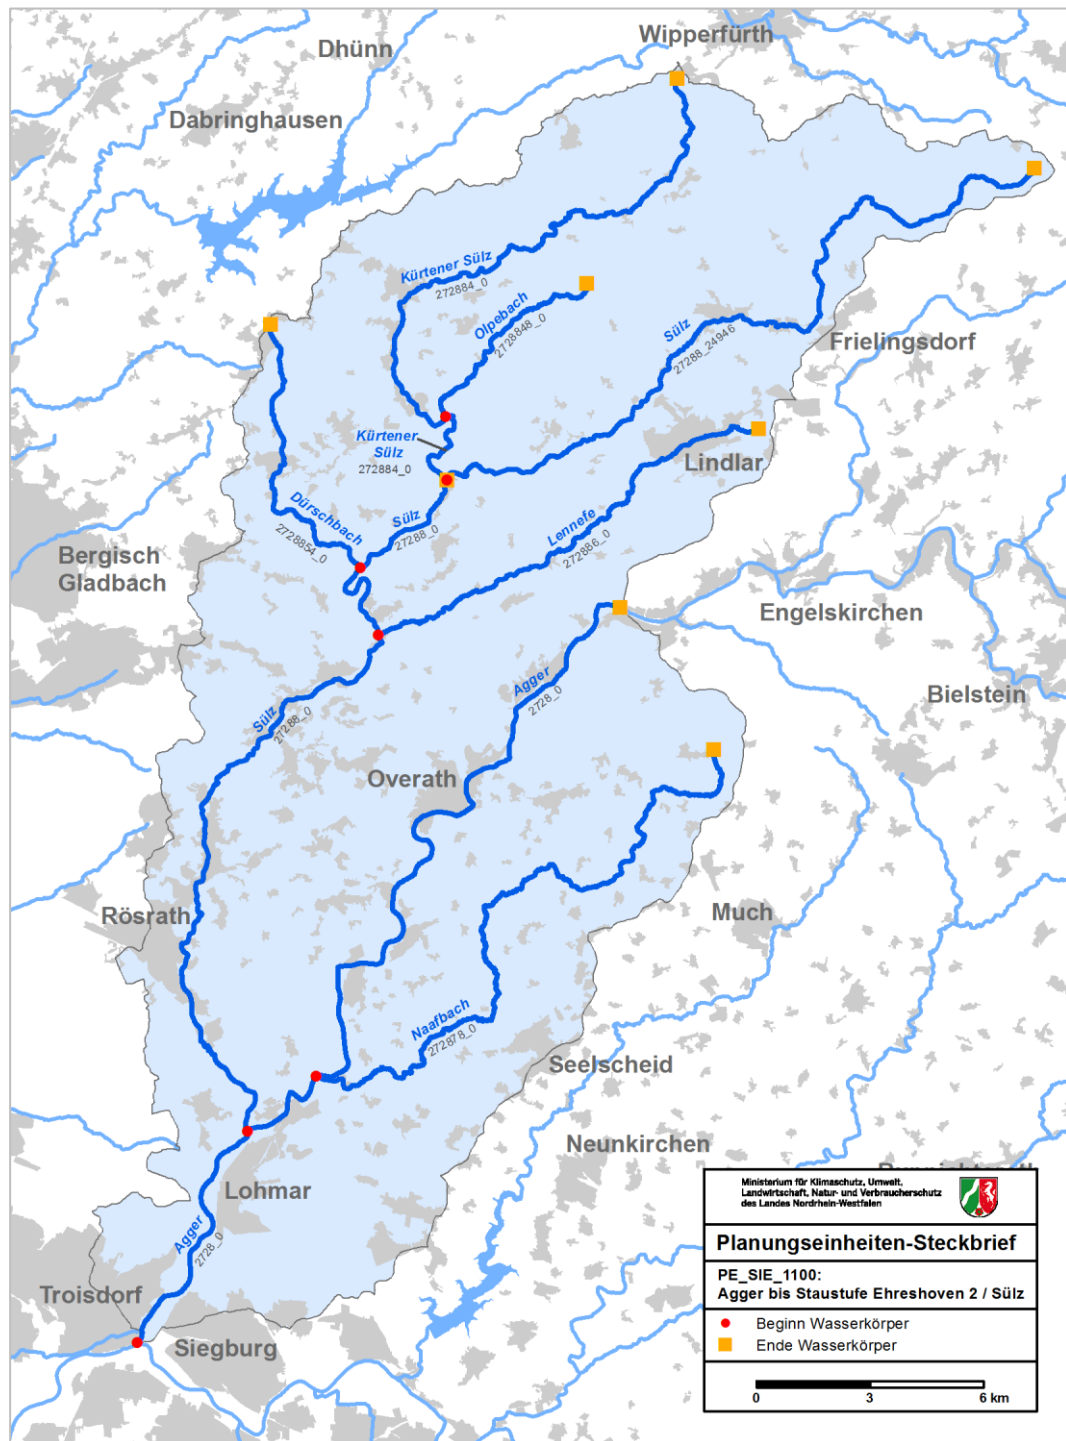 Wipperfürth
Dhünn
Dabringhausen
Kürtener Sülz
272884_0
Olpebach
2728848_0
Sülz
27288_24946
Frielingsdorf
Kürtener
Sülz
272884_0
Lindlar
Dürschbach
2728854_0
Sülz
27288_0
Lennefe
272886_0
Bergisch
Gladbach
Engelskirchen
Agger
2728_0
Bielstein
Sülz
27288_0
Overath
Rösrath
Much
Naafbach
272878_0
Seelscheid
Neunkirchen
Lohmar
Agger
2728_0
Troisdorf
Siegburg
Ministerium für Klimaschutz, Umwelt,
Landwirtschaft, Natur- und Verbraucherschutz
des Landes Nordrhein-Westfalen
Planungseinheiten-Steckbrief
PE_SIE_1100:
Agger bis Staustufe Ehreshoven 2 / Sülz
Beginn Wasserkörper
Ende Wasserkörper
0 3 6 km